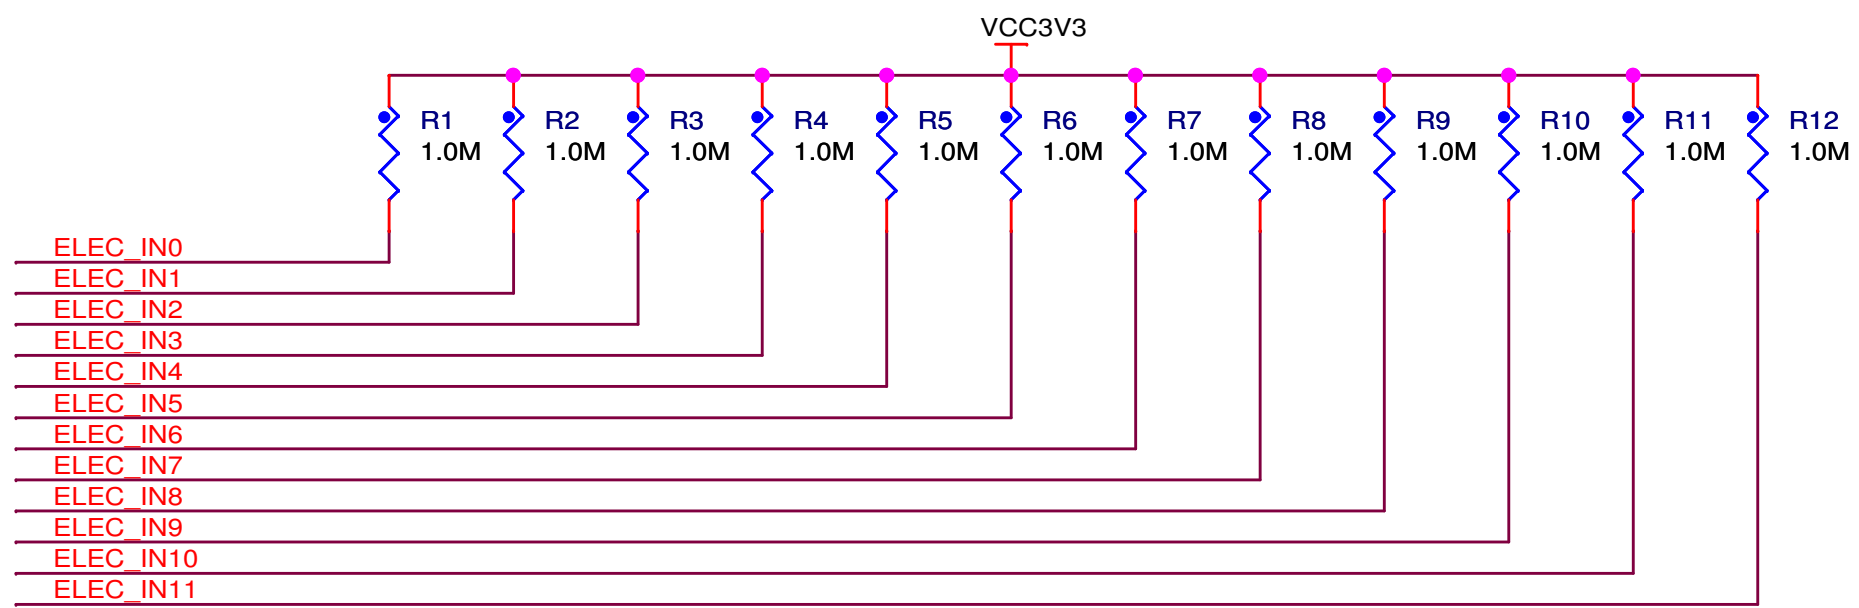 VCC3V3
R1 R2 R3 R4 R5 R6 R7 R8 R9 R10 R11 R12
1.0M 1.0M 1.0M 1.0M 1.0M 1.0M 1.0M 1.0M 1.0M 1.0M 1.0M 1.0M
ELEC_IN0
ELEC_IN1
ELEC_IN2
ELEC_IN3
ELEC_IN4
ELEC_IN5
ELEC_IN6
ELEC_IN7
ELEC_IN8
ELEC_IN9
ELEC_IN10
ELEC_IN11